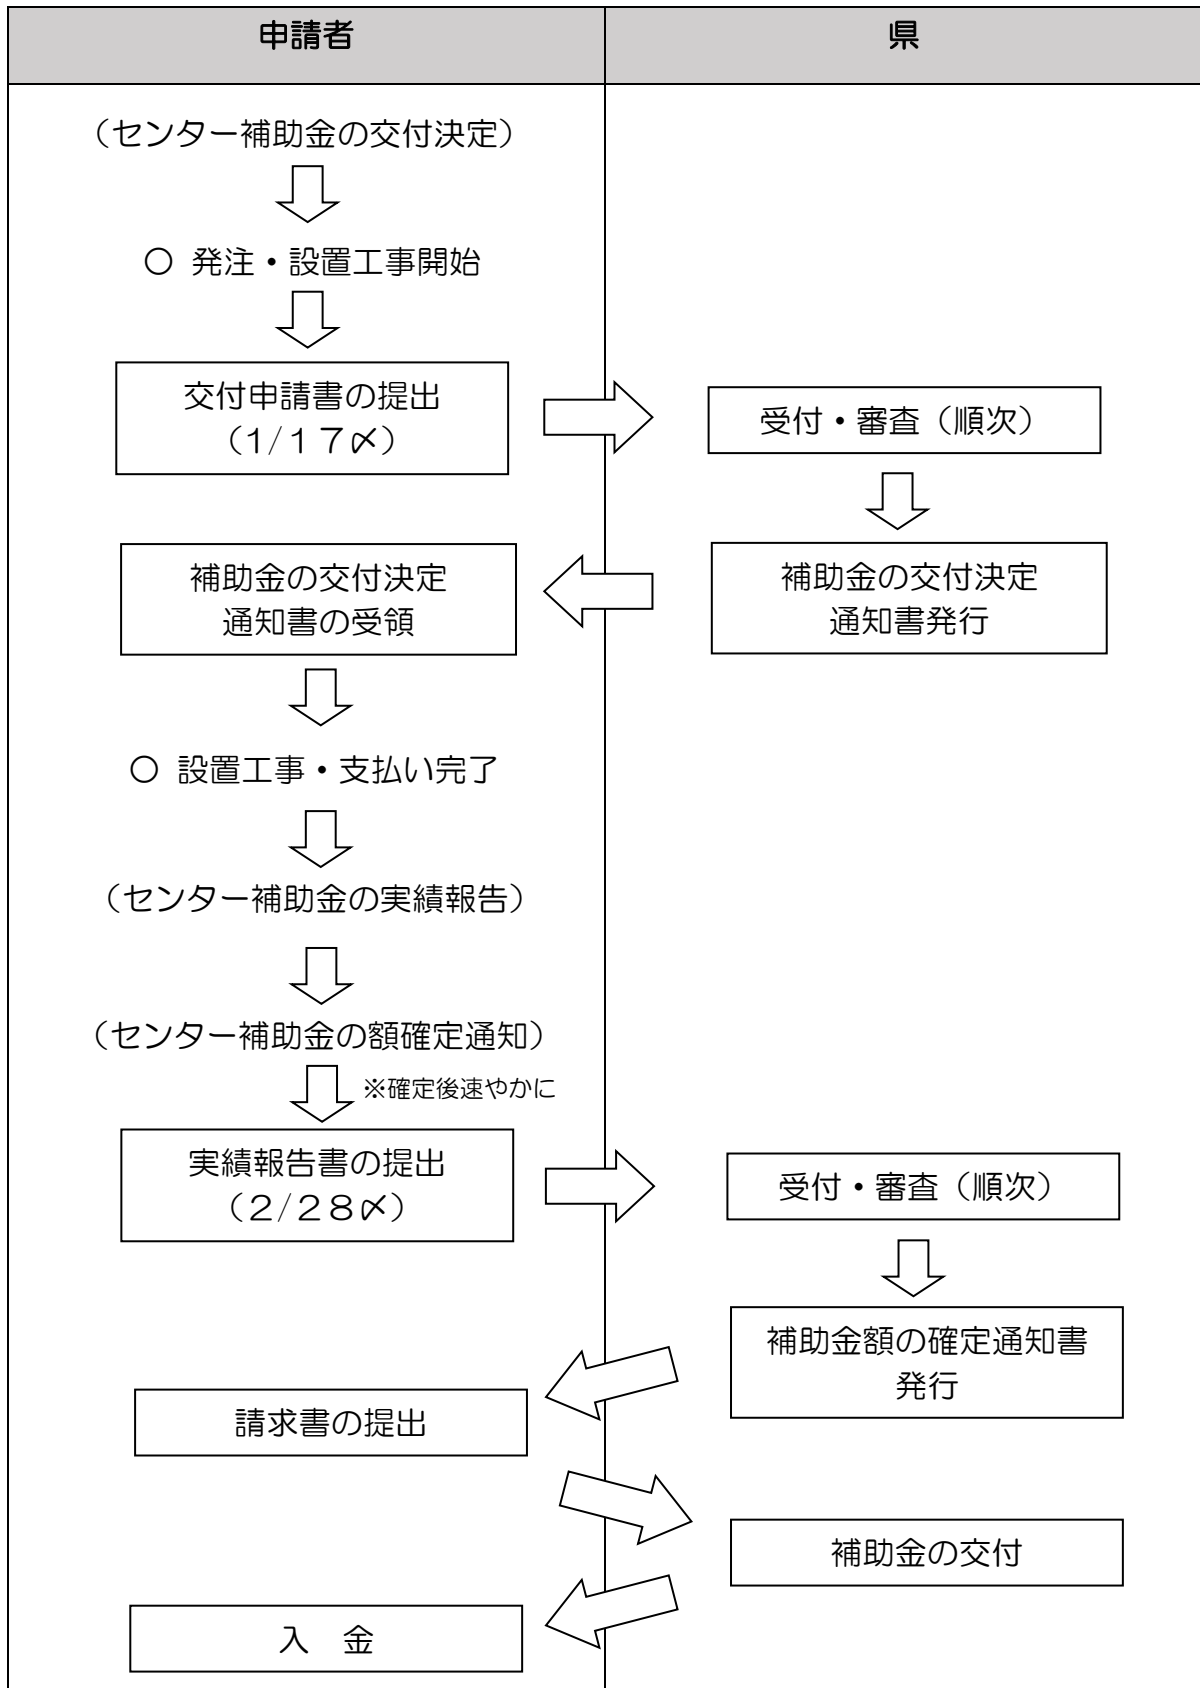 申請者
県
（センター補助金の交付決定）
○ 発注・設置工事開始
交付申請書の提出
（1/１７〆）
受付・審査（順次）
補助金の交付決定
通知書発行
補助金の交付決定
通知書の受領
○ 設置工事・支払い完了
（センター補助金の実績報告）
（センター補助金の額確定通知）
※確定後速やかに
実績報告書の提出
（２/２８〆）
受付・審査（順次）
補助金額の確定通知書
発行
請求書の提出
補助金の交付
入　金